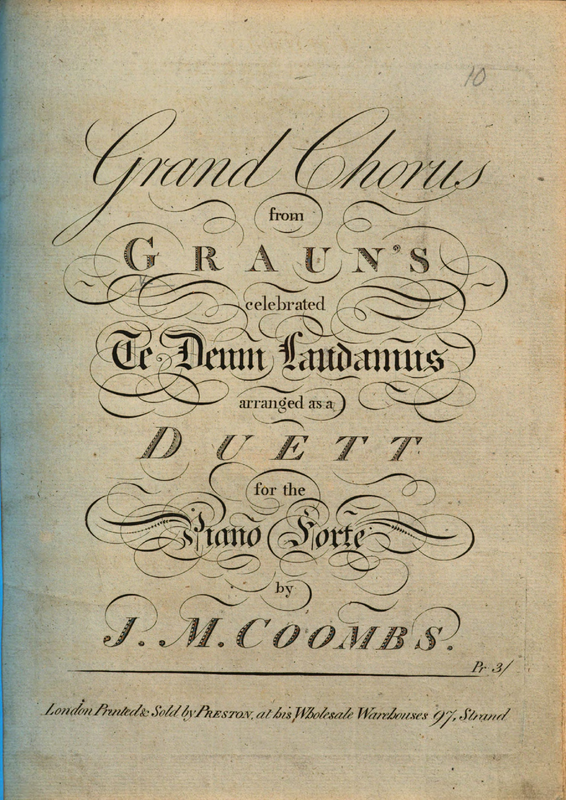 10
Grand Chorus
from
GRAUN'S
celebrated
Te Deum Laudamus
arranged as a
DUETT
for the
Piano Forte
by
J. M. COOMBS.
Pr. 3/
London Printed & Sold by PRESTON, at his Wholesale Warehouses 97, Strand